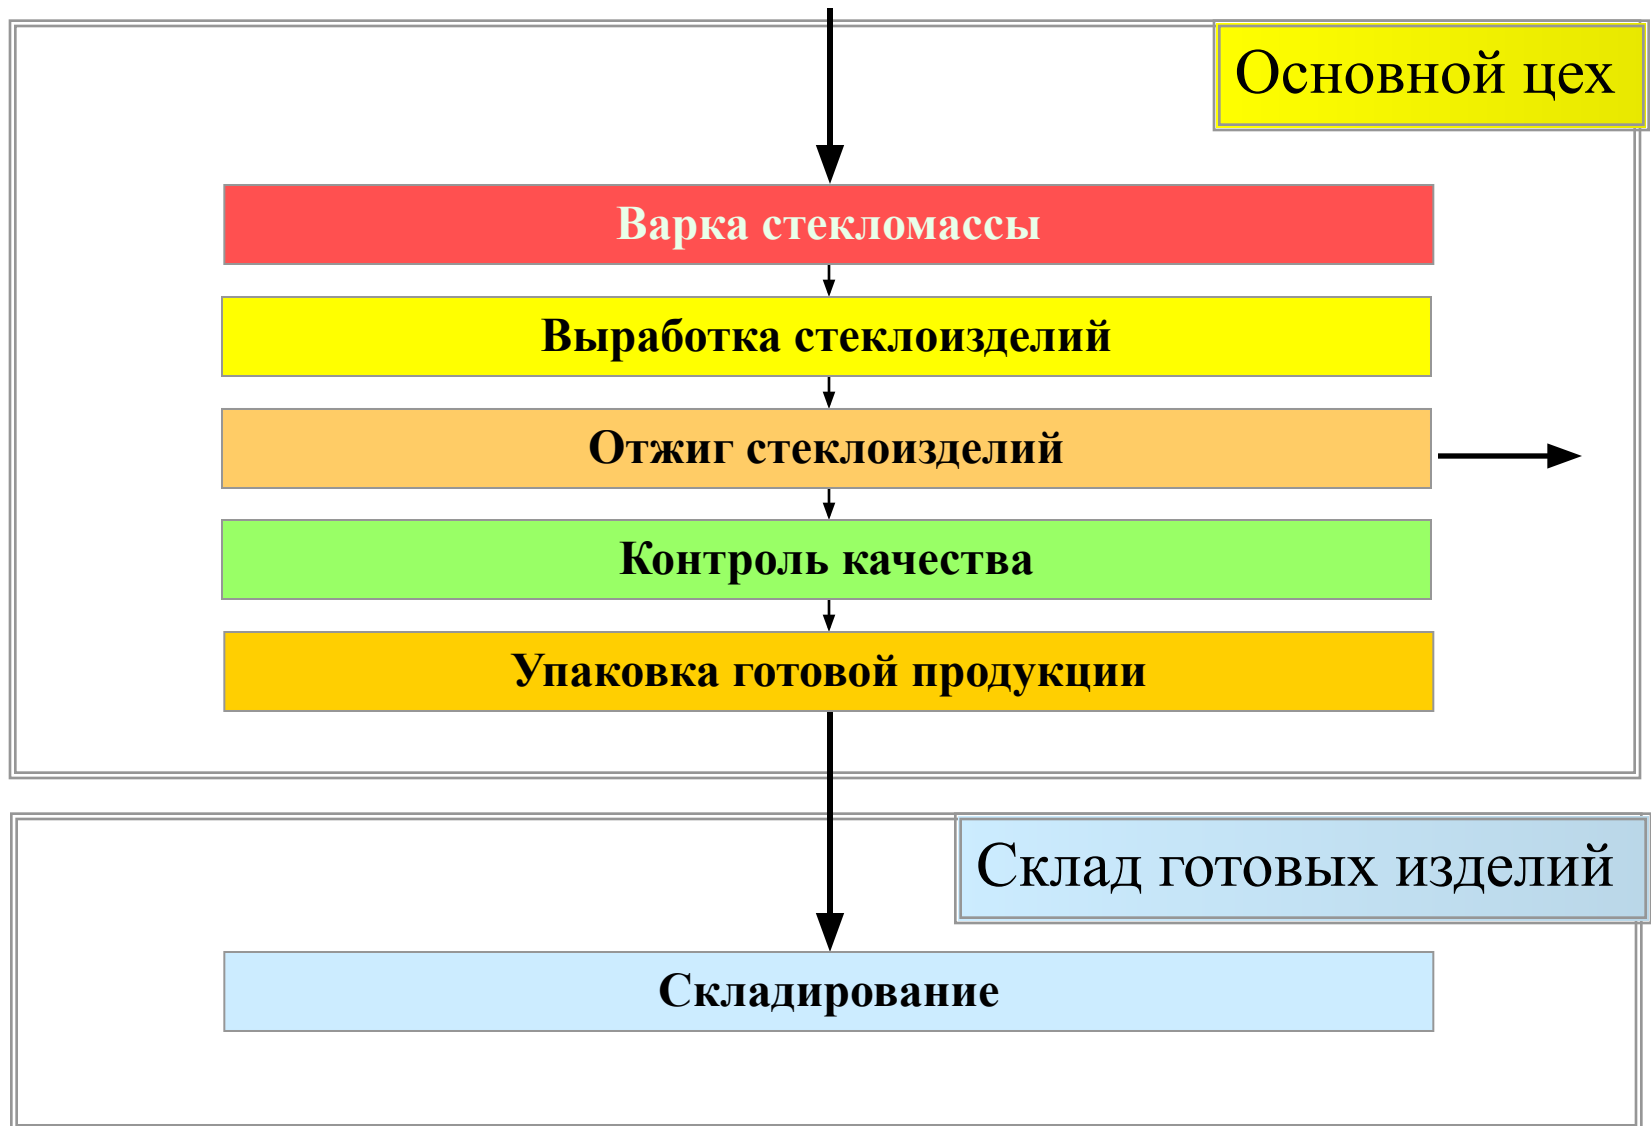 Основной цех
Варка стекломассы
Выработка стеклоизделий
Отжиг стеклоизделий
Контроль качества
Упаковка готовой продукции
Склад готовых изделий
Складирование